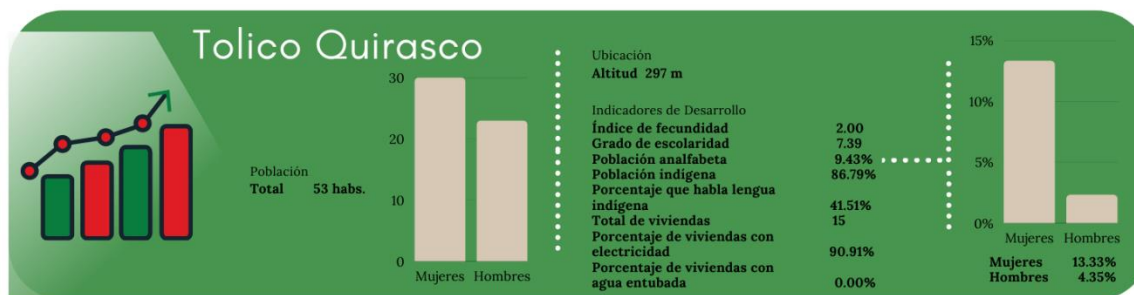 Tolico Quirasco
Población
Total 53 habs.
30
20
10
0
Mujeres Hombres
Ubicación
Altitud 297 m
Indicadores de Desarrollo
Índice de fecundidad 2.00
Grado de escolaridad 7.39
Población analfabeta 9.43%
Población indígena 86.79%
Porcentaje que habla lengua
indígena 41.51%
Total de viviendas 15
Porcentaje de viviendas con
electricidad 90.91%
Porcentaje de viviendas con
agua entubada 0.00%
15%
10%
5%
0%
Mujeres Hombres
Mujeres 13.33%
Hombres 4.35%